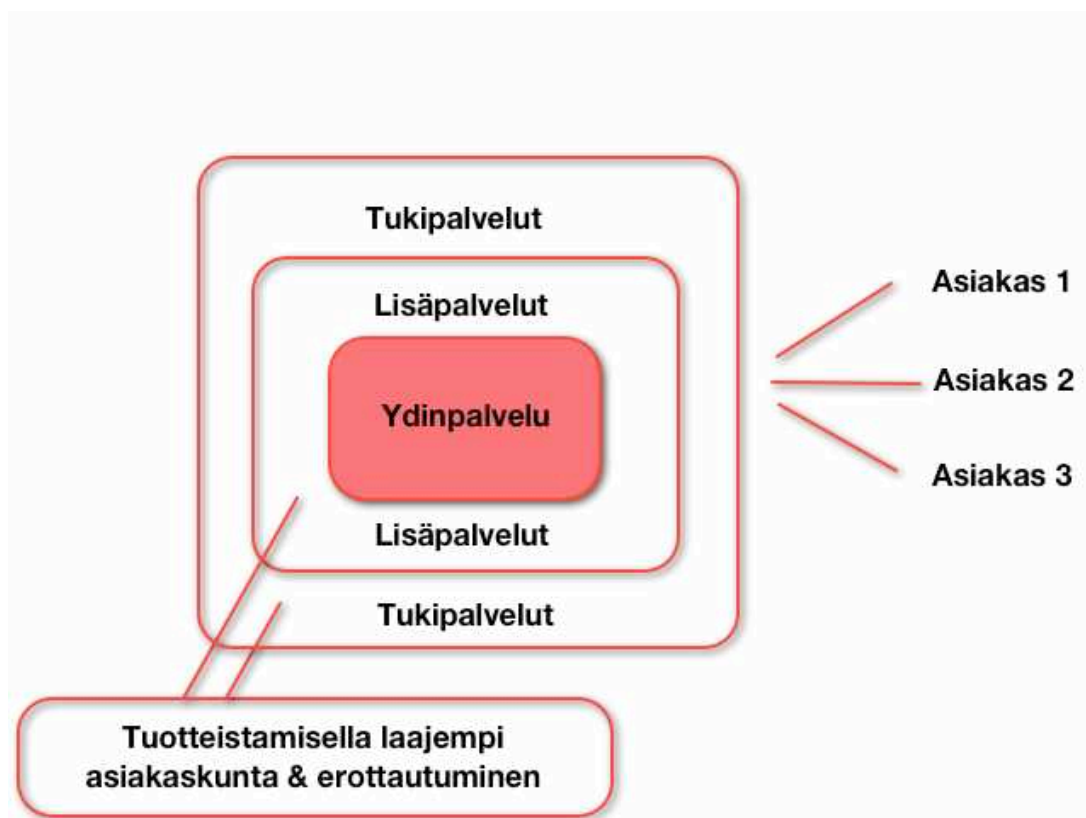 Tukipalvelut
Lisäpalvelut
Ydinpalvelu
Lisäpalvelut
Tukipalvelut
Asiakas 1
Asiakas 2
Asiakas 3
Tuotteistamisella laajempi
asiakaskunta & erottautuminen